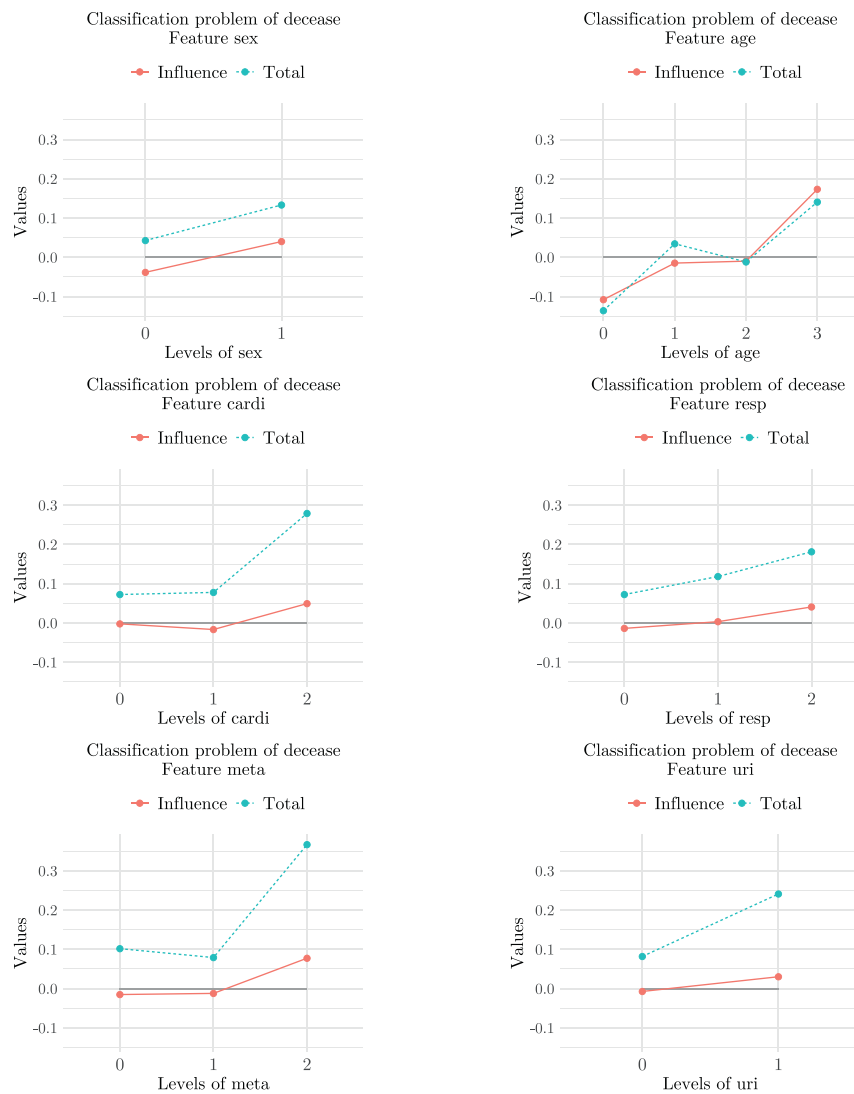 Classification problem of decease
Feature sex
Influence Total
0.3
0.2
0.1
0.0
-0.1
Values
0 1
Levels of sex
Classification problem of decease
Feature age
Influence Total
0.3
0.2
0.1
0.0
-0.1
Values
0 1 2 3
Levels of age
Classification problem of decease
Feature cardi
Influence Total
0.3
0.2
0.1
0.0
-0.1
Values
0 1 2
Levels of cardi
Classification problem of decease
Feature resp
Influence Total
0.3
0.2
0.1
0.0
-0.1
Values
0 1 2
Levels of resp
Classification problem of decease
Feature meta
Influence Total
0.3
0.2
0.1
0.0
-0.1
Values
0 1 2
Levels of meta
Classification problem of decease
Feature uri
Influence Total
0.3
0.2
0.1
0.0
-0.1
Values
0 1
Levels of uri